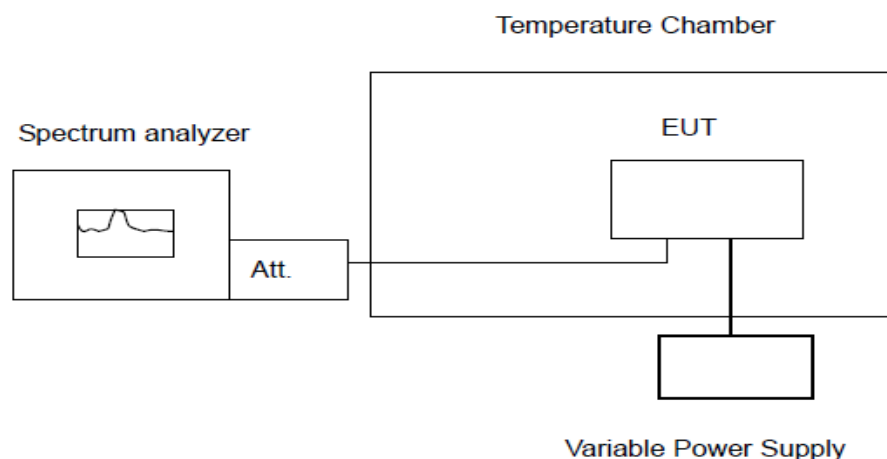 Temperature Chamber
Spectrum analyzer
EUT
Att.
Variable Power Supply